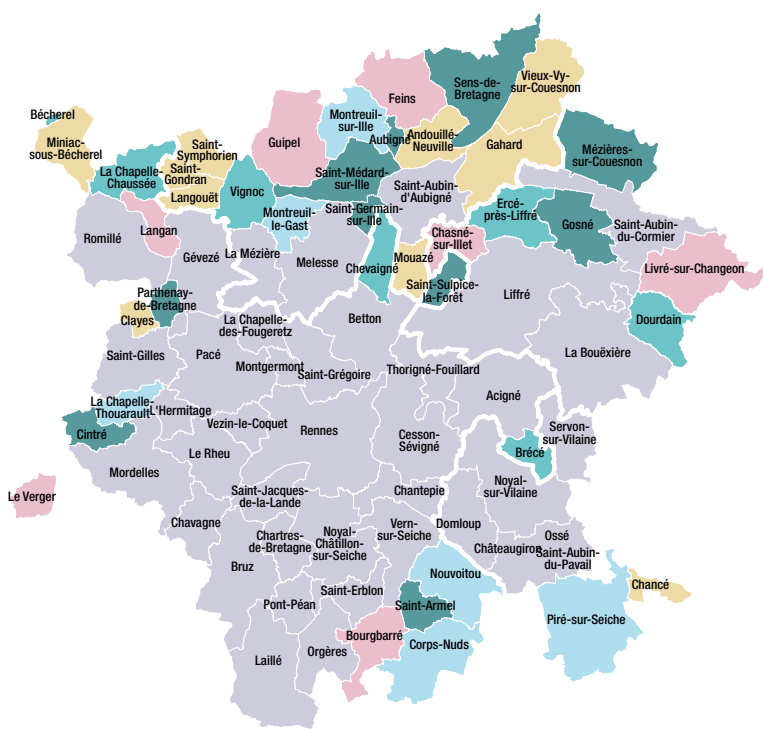 Vieux-Vy-
sur-Couesnon
Sens-de-
Bretagne
Feins
Bécherel
Montreuil-
sur-Ille
Miniac-
sous-Bécherel
Saint-
Symphorien
Guipel
Aubigné
Andouillé-
Neuville
Gahard
Mézières-
sur-Couesnon
La Chapelle-
Chaussée
Saint-
Gondran
Saint-Médard-
sur-Ille
Langouët
Vignoc
Saint-Aubin-
d'Aubigné
Montreuil-
le-Gast
Saint-Germain-
sur-Ille
Ercé-
près-Liffré
Gosné
Saint-Aubin-
du-Cormier
Romillé
Langan
Gévezé
La Mézière
Melesse
Chevaigné
Mouazé
Chasné-
sur-Illet
Livré-sur-Changeon
Saint-Sulpice-
la-Forêt
Liffré
Parthenay-
de-Bretagne
Clayes
La Chapelle-
des-Fougeretz
Betton
Dourdain
Saint-Gilles
Pacé
La Bouëxière
Montgermont
Saint-Grégoire
Thorigné-Fouillard
La Chapelle-
Thouarault
L'Hermitage
Acigné
Cintré
Vezin-le-Coquet
Rennes
Cesson-
Sévigné
Servon-
sur-Vilaine
Le Rheu
Brécé
Mordelles
Le Verger
Saint-Jacques-
de-la-Lande
Chantepie
Noyal-
sur-Vilaine
Chavagne
Chartres-
de-Bretagne
Noyal-
Châtillon-
sur-Seiche
Vern-
sur-Seiche
Domloup
Ossé
Châteaugiron
Saint-Aubin-
du-Pavail
Bruz
Nouvoitou
Chancé
Saint-Erblon
Pont-Péan
Saint-Armel
Piré-sur-Seiche
Bourgbarré
Corps-Nuds
Orgères
Laillé